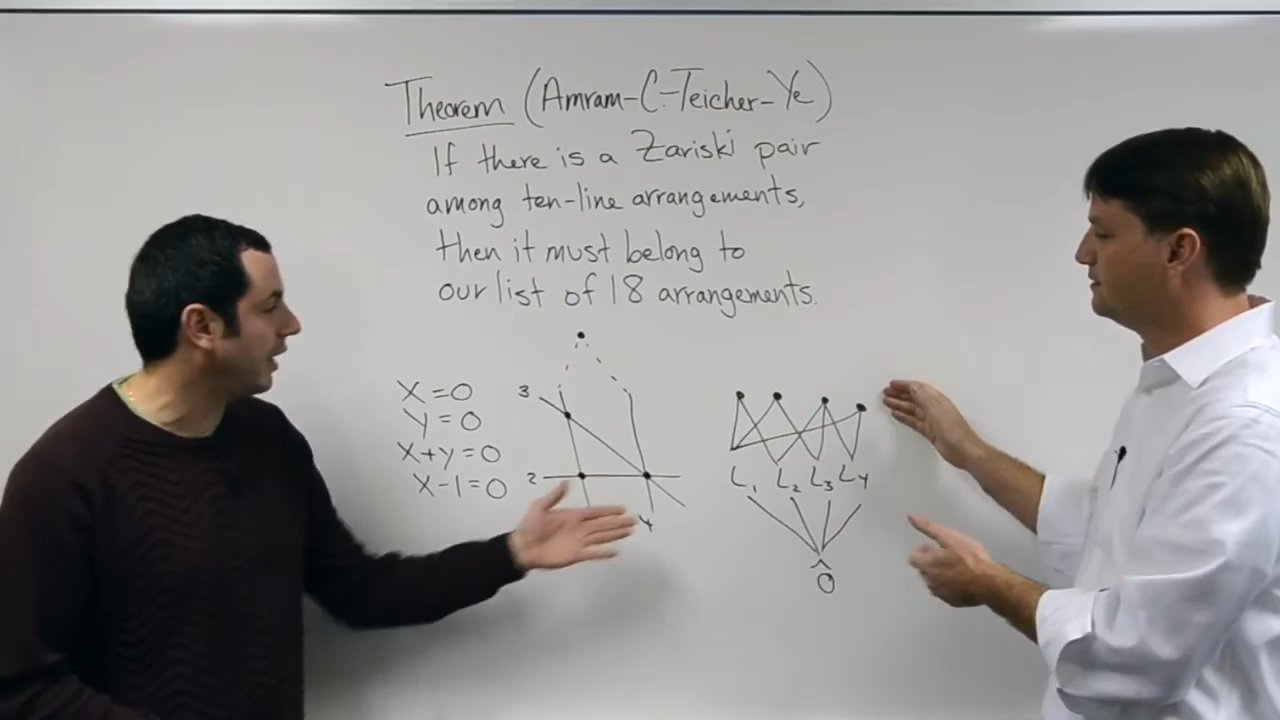 Theorem (Amram-C.-Teicher-Ye)
If there is a Zariski pair
among ten-line arrangements,
then it must belong to
our list of 18 arrangements.
X=0
Y=0
X+Y=0
X-1=0
3
2
4
L₁ L₂ L₃ L₄
0̂